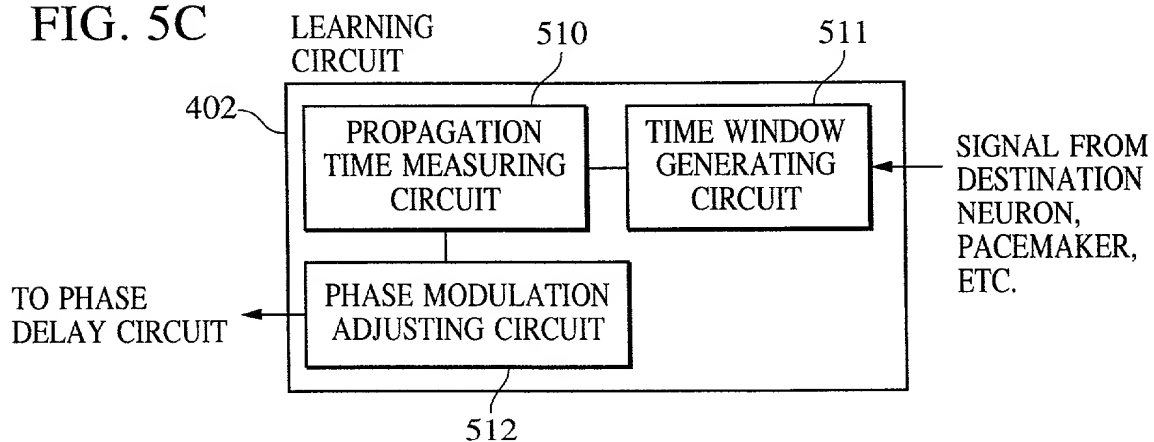 FIG. 5C
LEARNING
CIRCUIT
510
511
402
PROPAGATION
TIME MEASURING
CIRCUIT
TIME WINDOW
GENERATING
CIRCUIT
SIGNAL FROM
DESTINATION
NEURON,
PACEMAKER,
ETC.
TO PHASE
DELAY CIRCUIT
PHASE MODULATION
ADJUSTING CIRCUIT
512